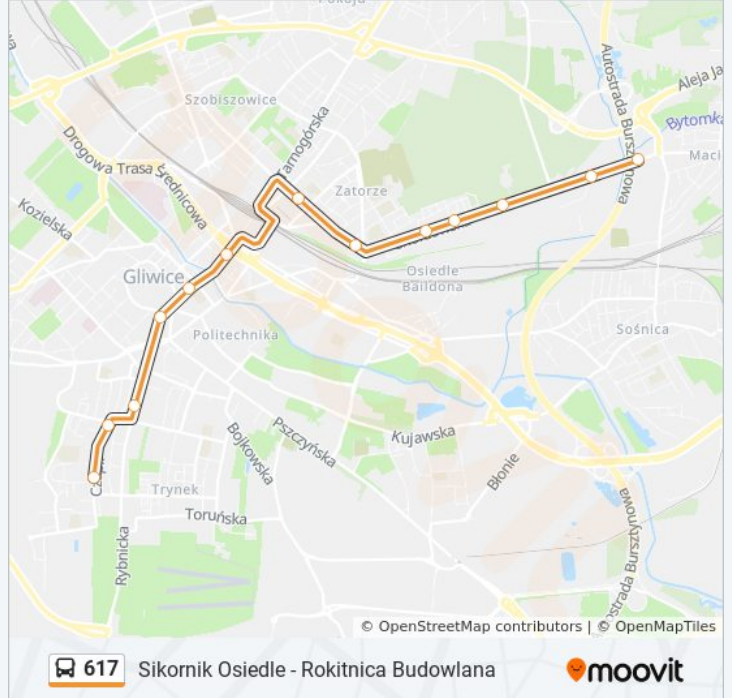 Pokoju
Szobiszowice
Tarnogórska
Autostrada Bursztynowa
Aleja Ja
Bytomka
Maci
Drogowa Trasa Średnicowa
Zatorze
Kozielska
Gliwice
Osiedle
Baildona
Politechnika
Sośnica
Kujawska
Pszczyńska
Bojkowska
Błonie
Trynek
Toruńska
Rybnicka
ostrada Bursztynowa
© OpenStreetMap contributors | © OpenMapTiles
617 Sikornik Osiedle - Rokitnica Budowlana
moovit